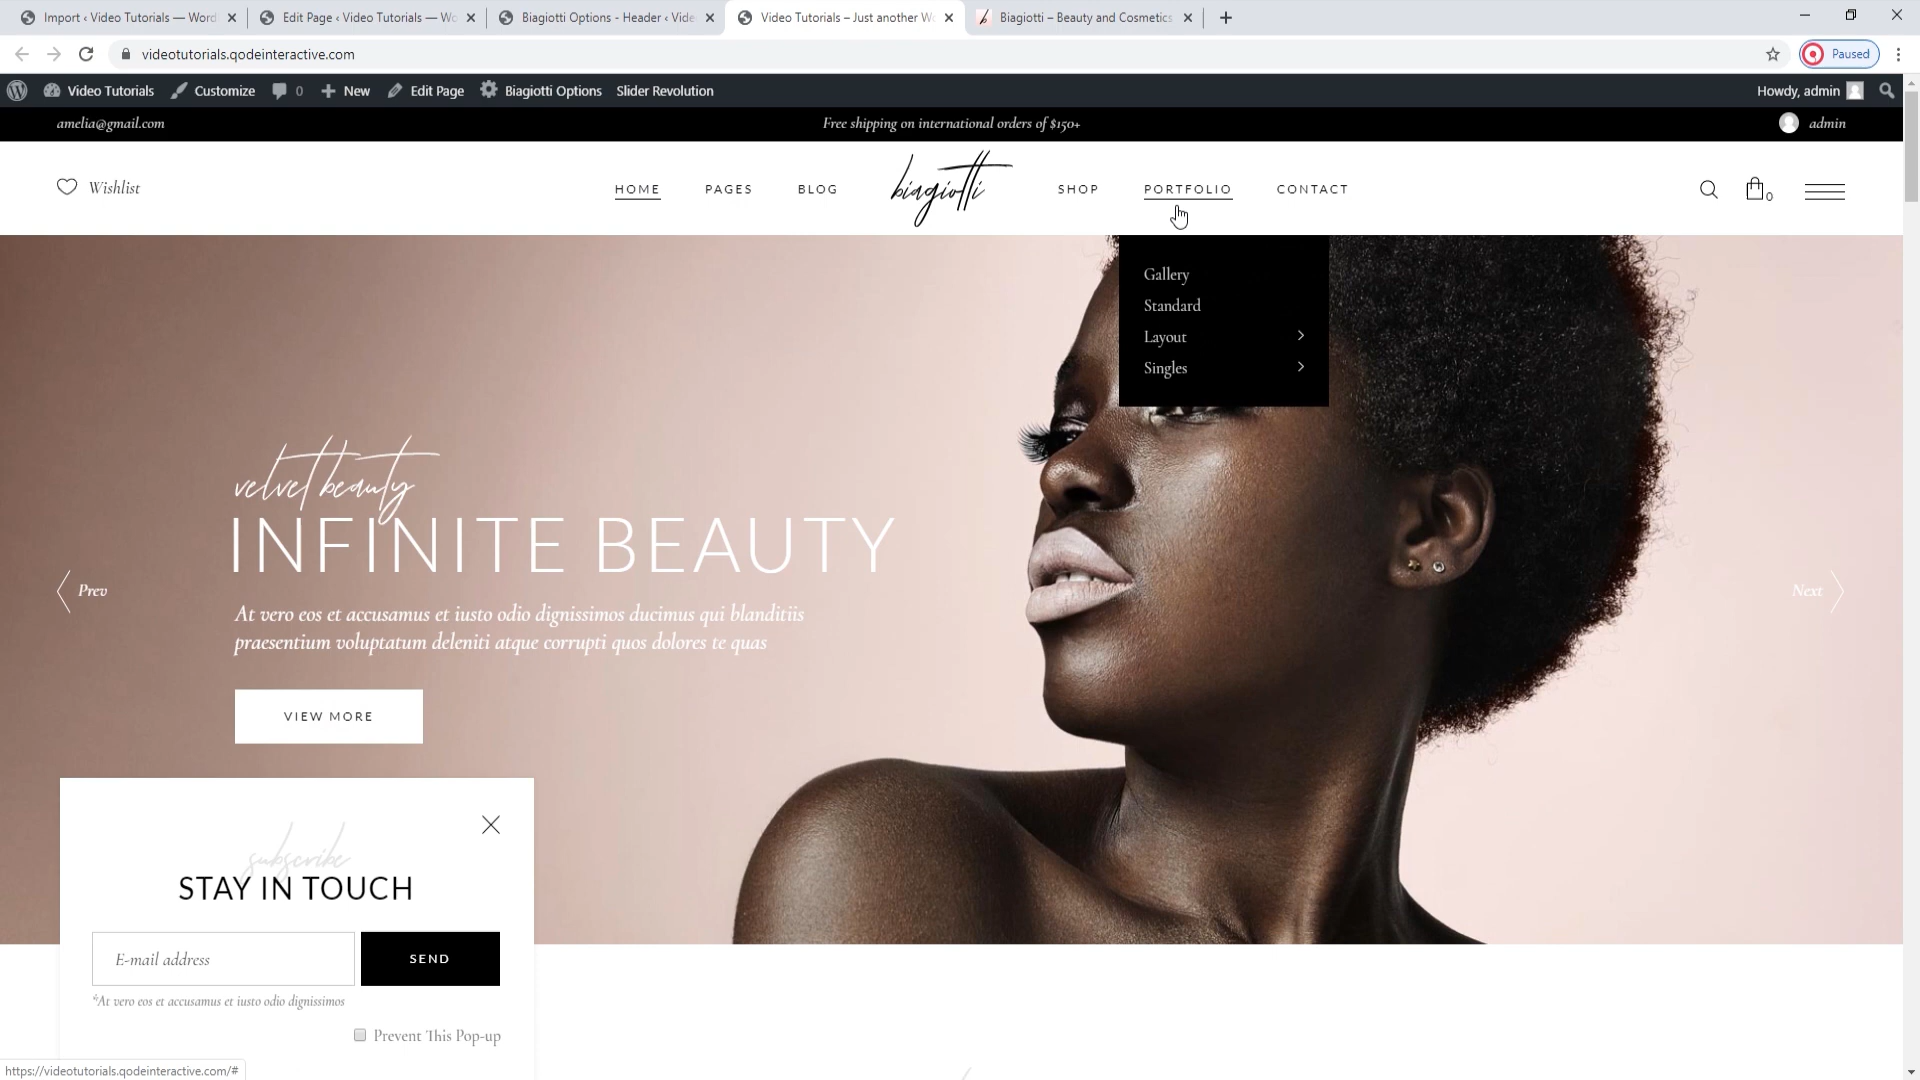 Import ‹ Video Tutorials — Word
Edit Page ‹ Video Tutorials — Wo
Biagiotti Options - Header ‹ Vide
Video Tutorials – Just another Wo
Biagiotti – Beauty and Cosmetics
videotutorials.qodeinteractive.com
Paused
Video Tutorials
Customize
0
New
Edit Page
Biagiotti Options
Slider Revolution
Howdy, admin
amelia@gmail.com
Free shipping on international orders of $150+
admin
Wishlist
HOME
PAGES
BLOG
biagiotti
SHOP
PORTFOLIO
CONTACT
0
Gallery
Standard
Layout
Singles
velvet beauty
INFINITE BEAUTY
At vero eos et accusamus et iusto odio dignissimos ducimus qui blanditiis
praesentium voluptatum deleniti atque corrupti quos dolores te quas
Prev
Next
VIEW MORE
subscribe
STAY IN TOUCH
E-mail address
SEND
*At vero eos et accusamus et iusto odio dignissimos
Prevent This Pop-up
https://videotutorials.qodeinteractive.com/#